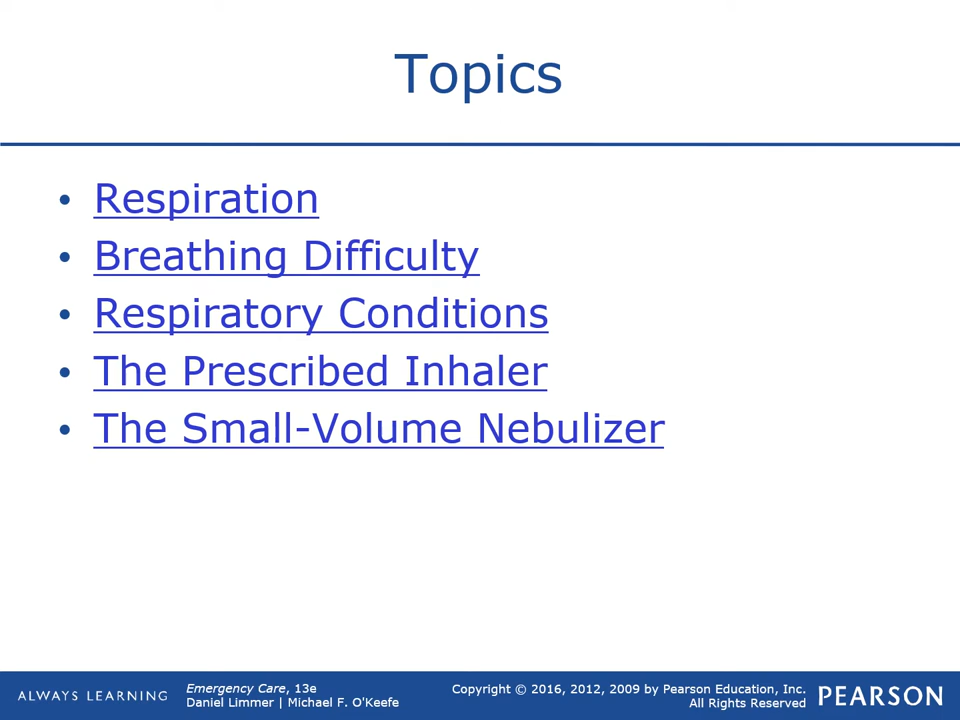 Topics
• Respiration
• Breathing Difficulty
• Respiratory Conditions
• The Prescribed Inhaler
• The Small-Volume Nebulizer
ALWAYS LEARNING
Emergency Care, 13e
Daniel Limmer | Michael F. O'Keefe
Copyright © 2016, 2012, 2009 by Pearson Education, Inc.
All Rights Reserved
PEARSON